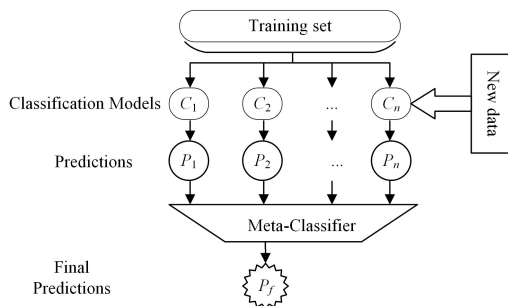 Training set
Classification Models
C1
C2
...
Cn
New data
Predictions
P1
P2
...
Pn
Meta-Classifier
Final
Predictions
Pf